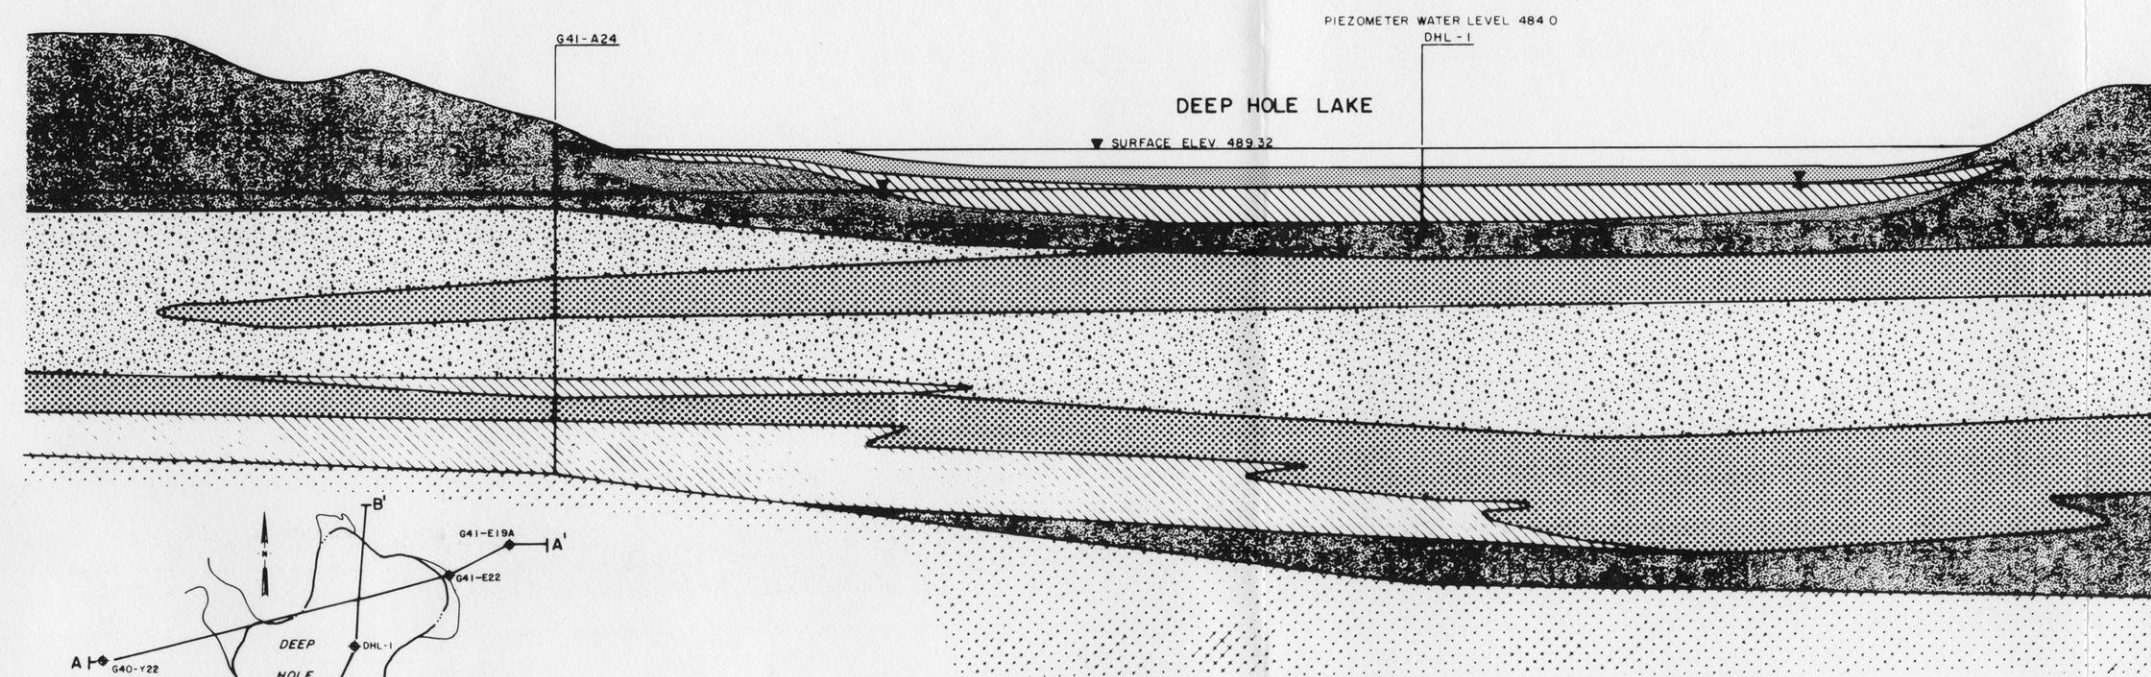 PIEZOMETER WATER LEVEL 484 0
G41-A24
DHL-1
DEEP HOLE LAKE
SURFACE ELEV 489.32
B'
N
G41-E19A
A'
G41-E22
DEEP
DHL-1
A
G40-Y22
HOLE